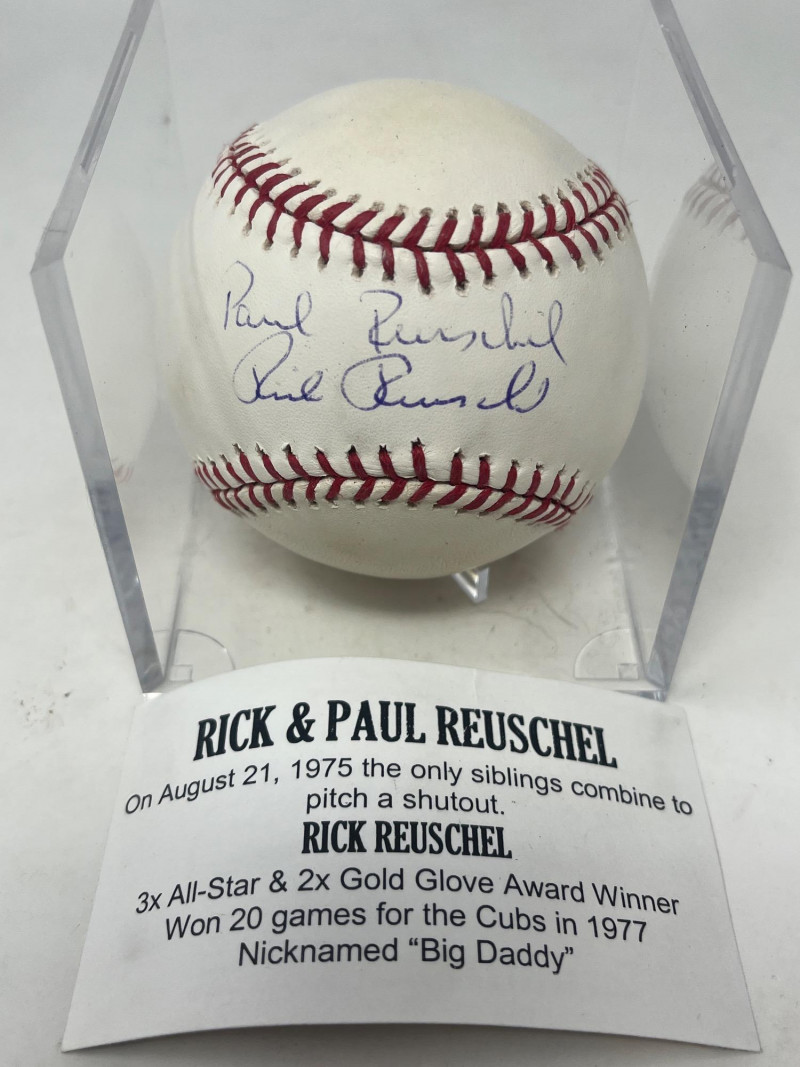 Paul Reuschel
Rick Reuschel
RICK & PAUL REUSCHEL
On August 21, 1975 the only siblings combine to
pitch a shutout.
RICK REUSCHEL
3x All-Star & 2x Gold Glove Award Winner
Won 20 games for the Cubs in 1977
Nicknamed “Big Daddy”